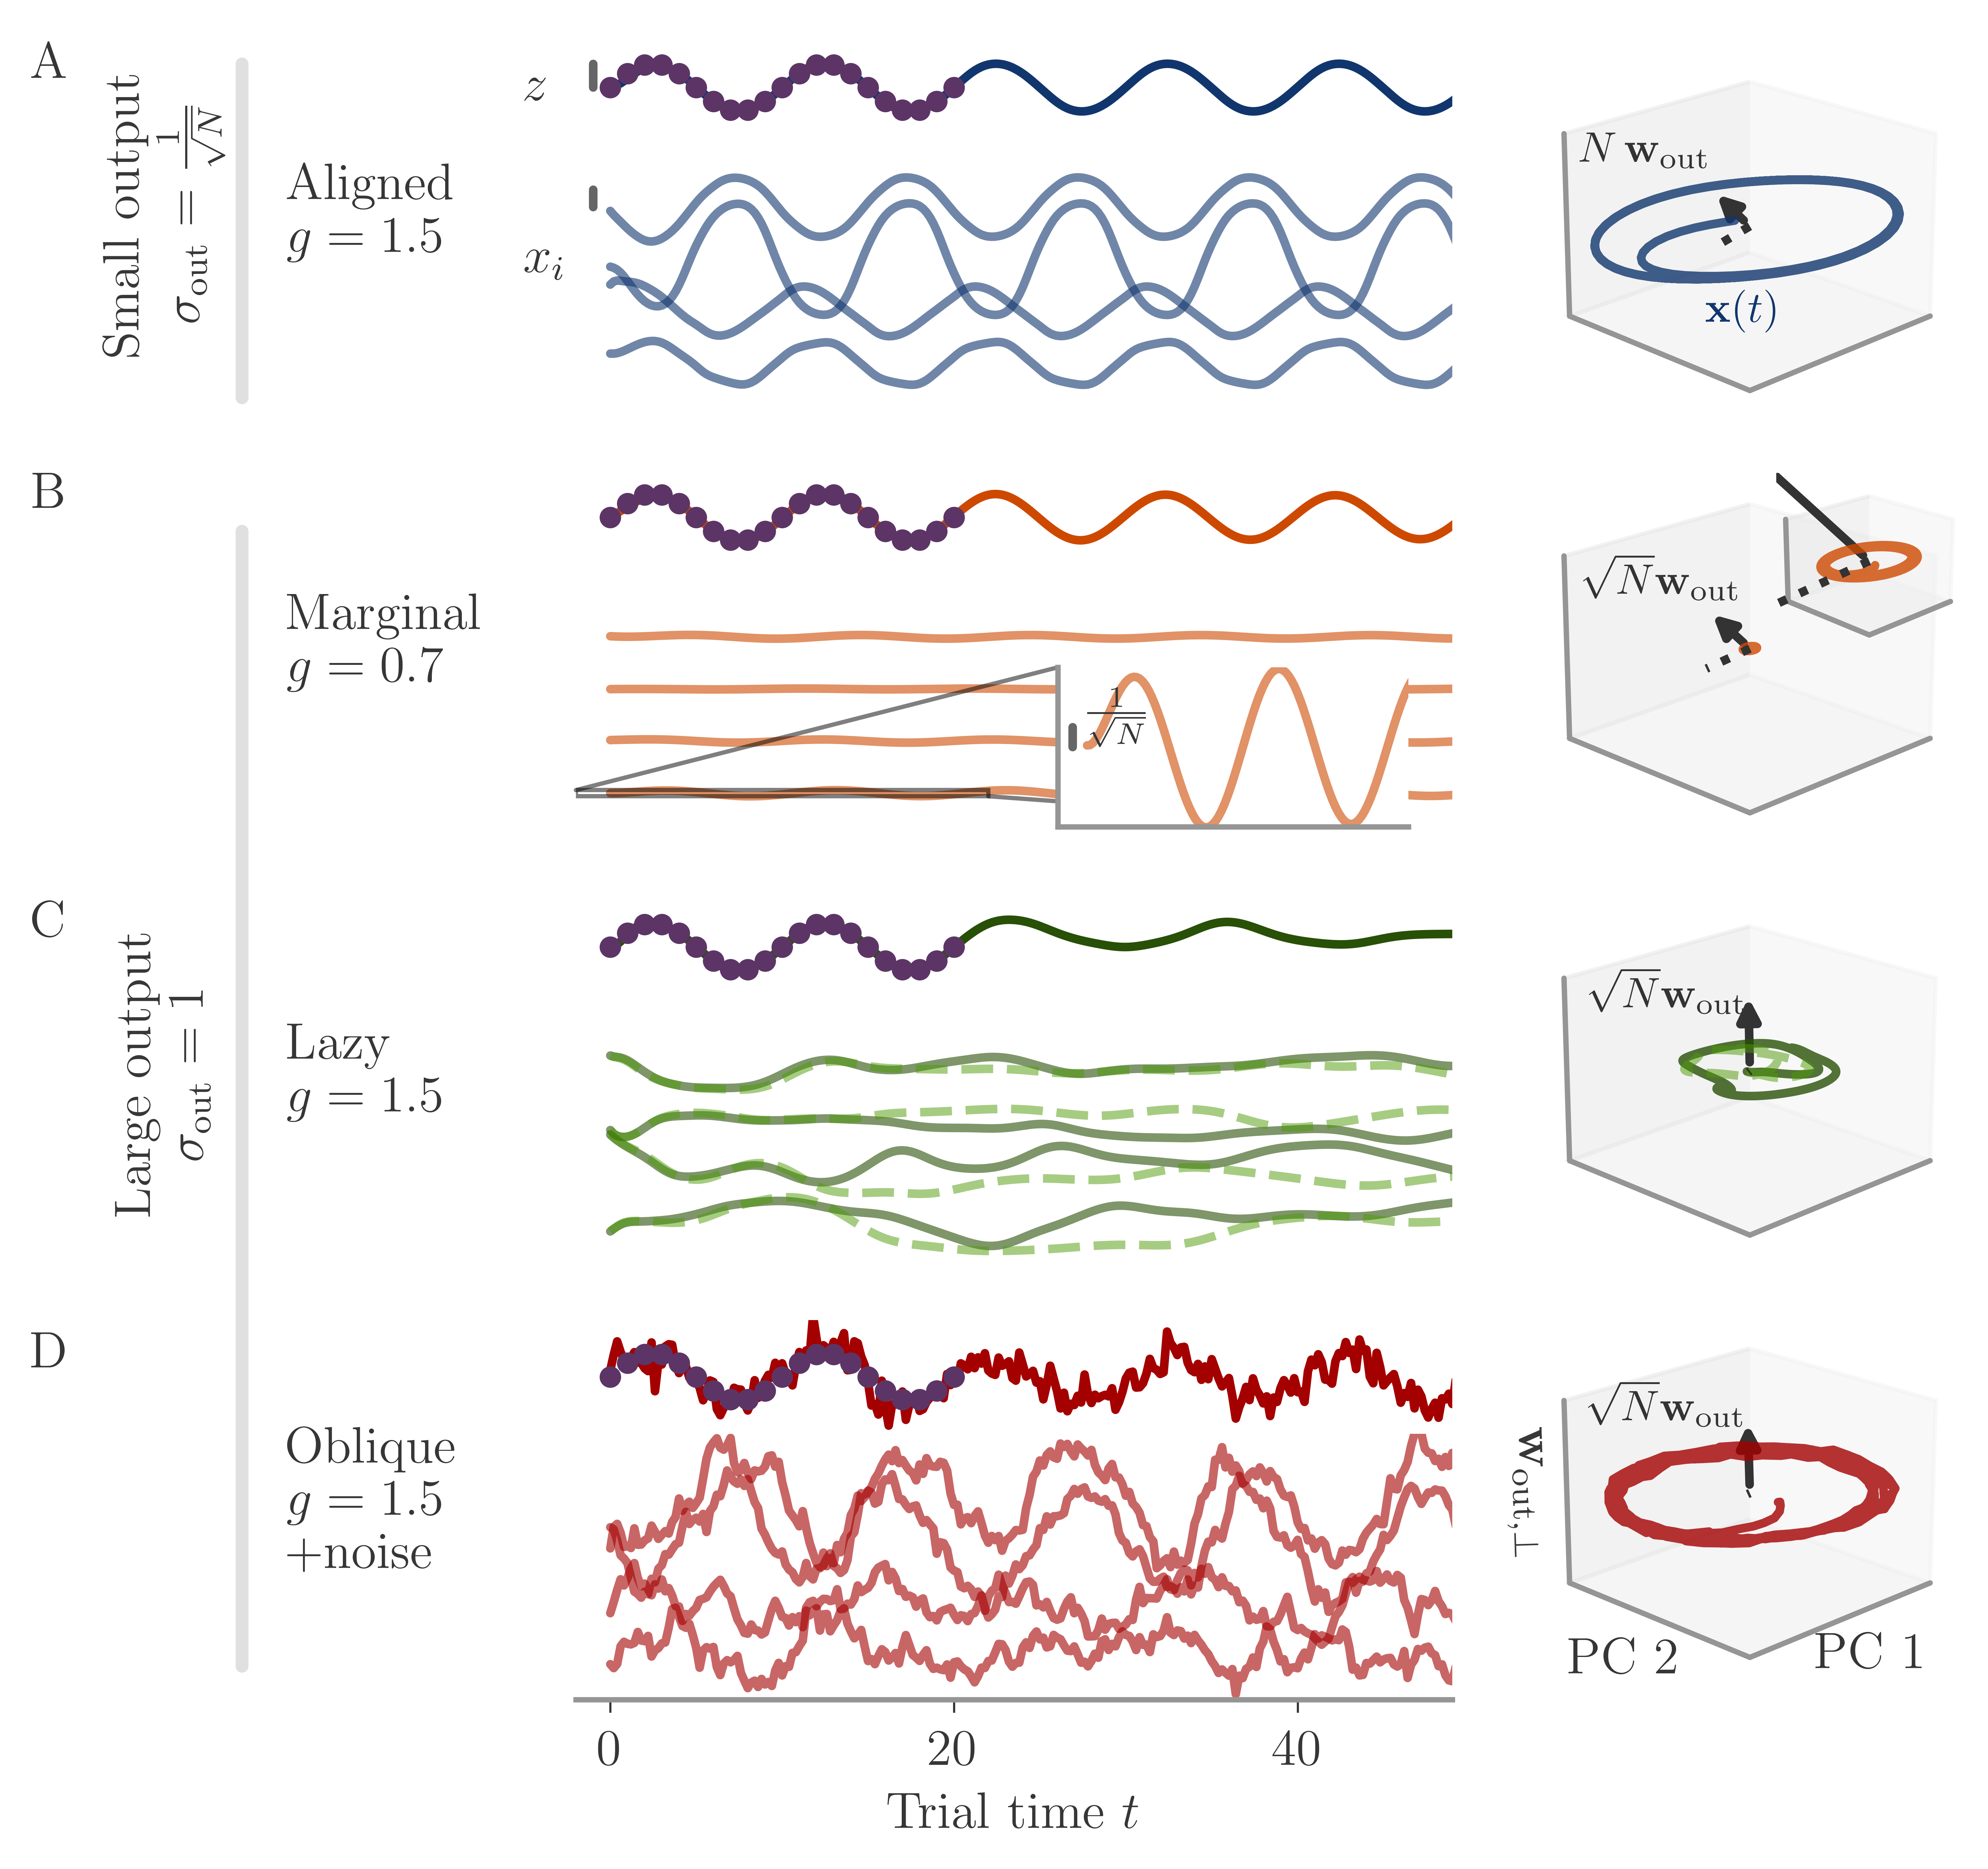 A
Small output
σ_out = 1/√N
Aligned
g = 1.5
z
x_i
N w_out
x(t)
B
Marginal
g = 0.7
1/√N
√N w_out
Large output
σ_out = 1
C
Lazy
g = 1.5
√N w_out
D
Oblique
g = 1.5
+noise
√N w_out
w_out,⊥
PC 2
PC 1
0 20 40
Trial time t